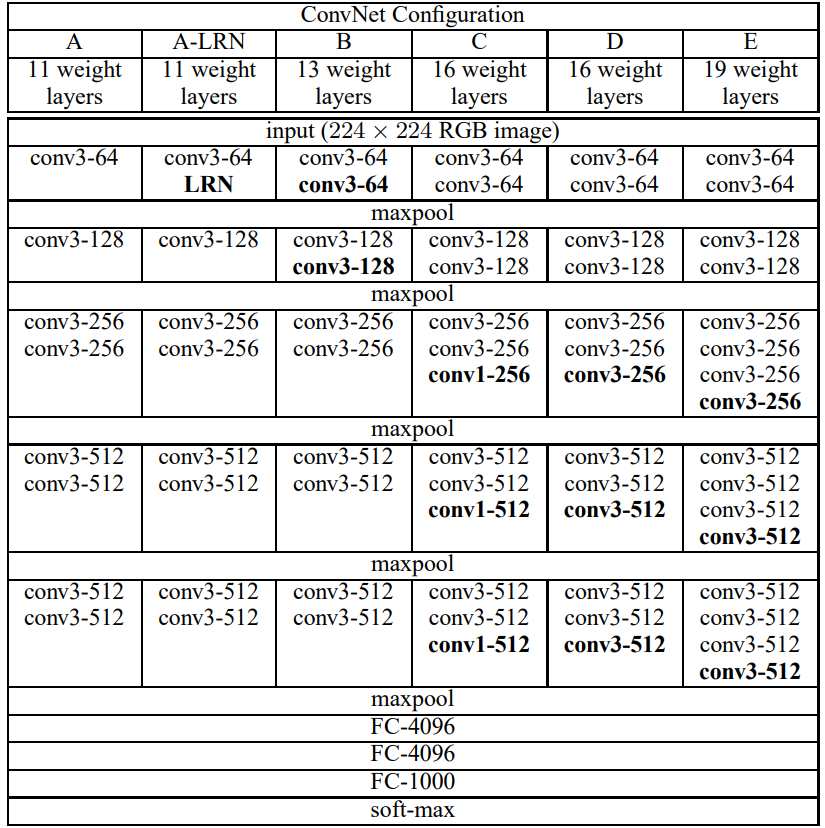 ConvNet Configuration
A A-LRN B C D E
11 weight 11 weight 13 weight 16 weight 16 weight 19 weight
layers layers layers layers layers layers
input (224 × 224 RGB image)
conv3-64 conv3-64 conv3-64 conv3-64 conv3-64 conv3-64
LRN conv3-64 conv3-64 conv3-64 conv3-64
maxpool
conv3-128 conv3-128 conv3-128 conv3-128 conv3-128 conv3-128
conv3-128 conv3-128 conv3-128 conv3-128
maxpool
conv3-256 conv3-256 conv3-256 conv3-256 conv3-256 conv3-256
conv3-256 conv3-256 conv3-256 conv3-256 conv3-256 conv3-256
conv1-256 conv3-256 conv3-256
conv3-256
maxpool
conv3-512 conv3-512 conv3-512 conv3-512 conv3-512 conv3-512
conv3-512 conv3-512 conv3-512 conv3-512 conv3-512 conv3-512
conv1-512 conv3-512 conv3-512
conv3-512
maxpool
conv3-512 conv3-512 conv3-512 conv3-512 conv3-512 conv3-512
conv3-512 conv3-512 conv3-512 conv3-512 conv3-512 conv3-512
conv1-512 conv3-512 conv3-512
conv3-512
maxpool
FC-4096
FC-4096
FC-1000
soft-max